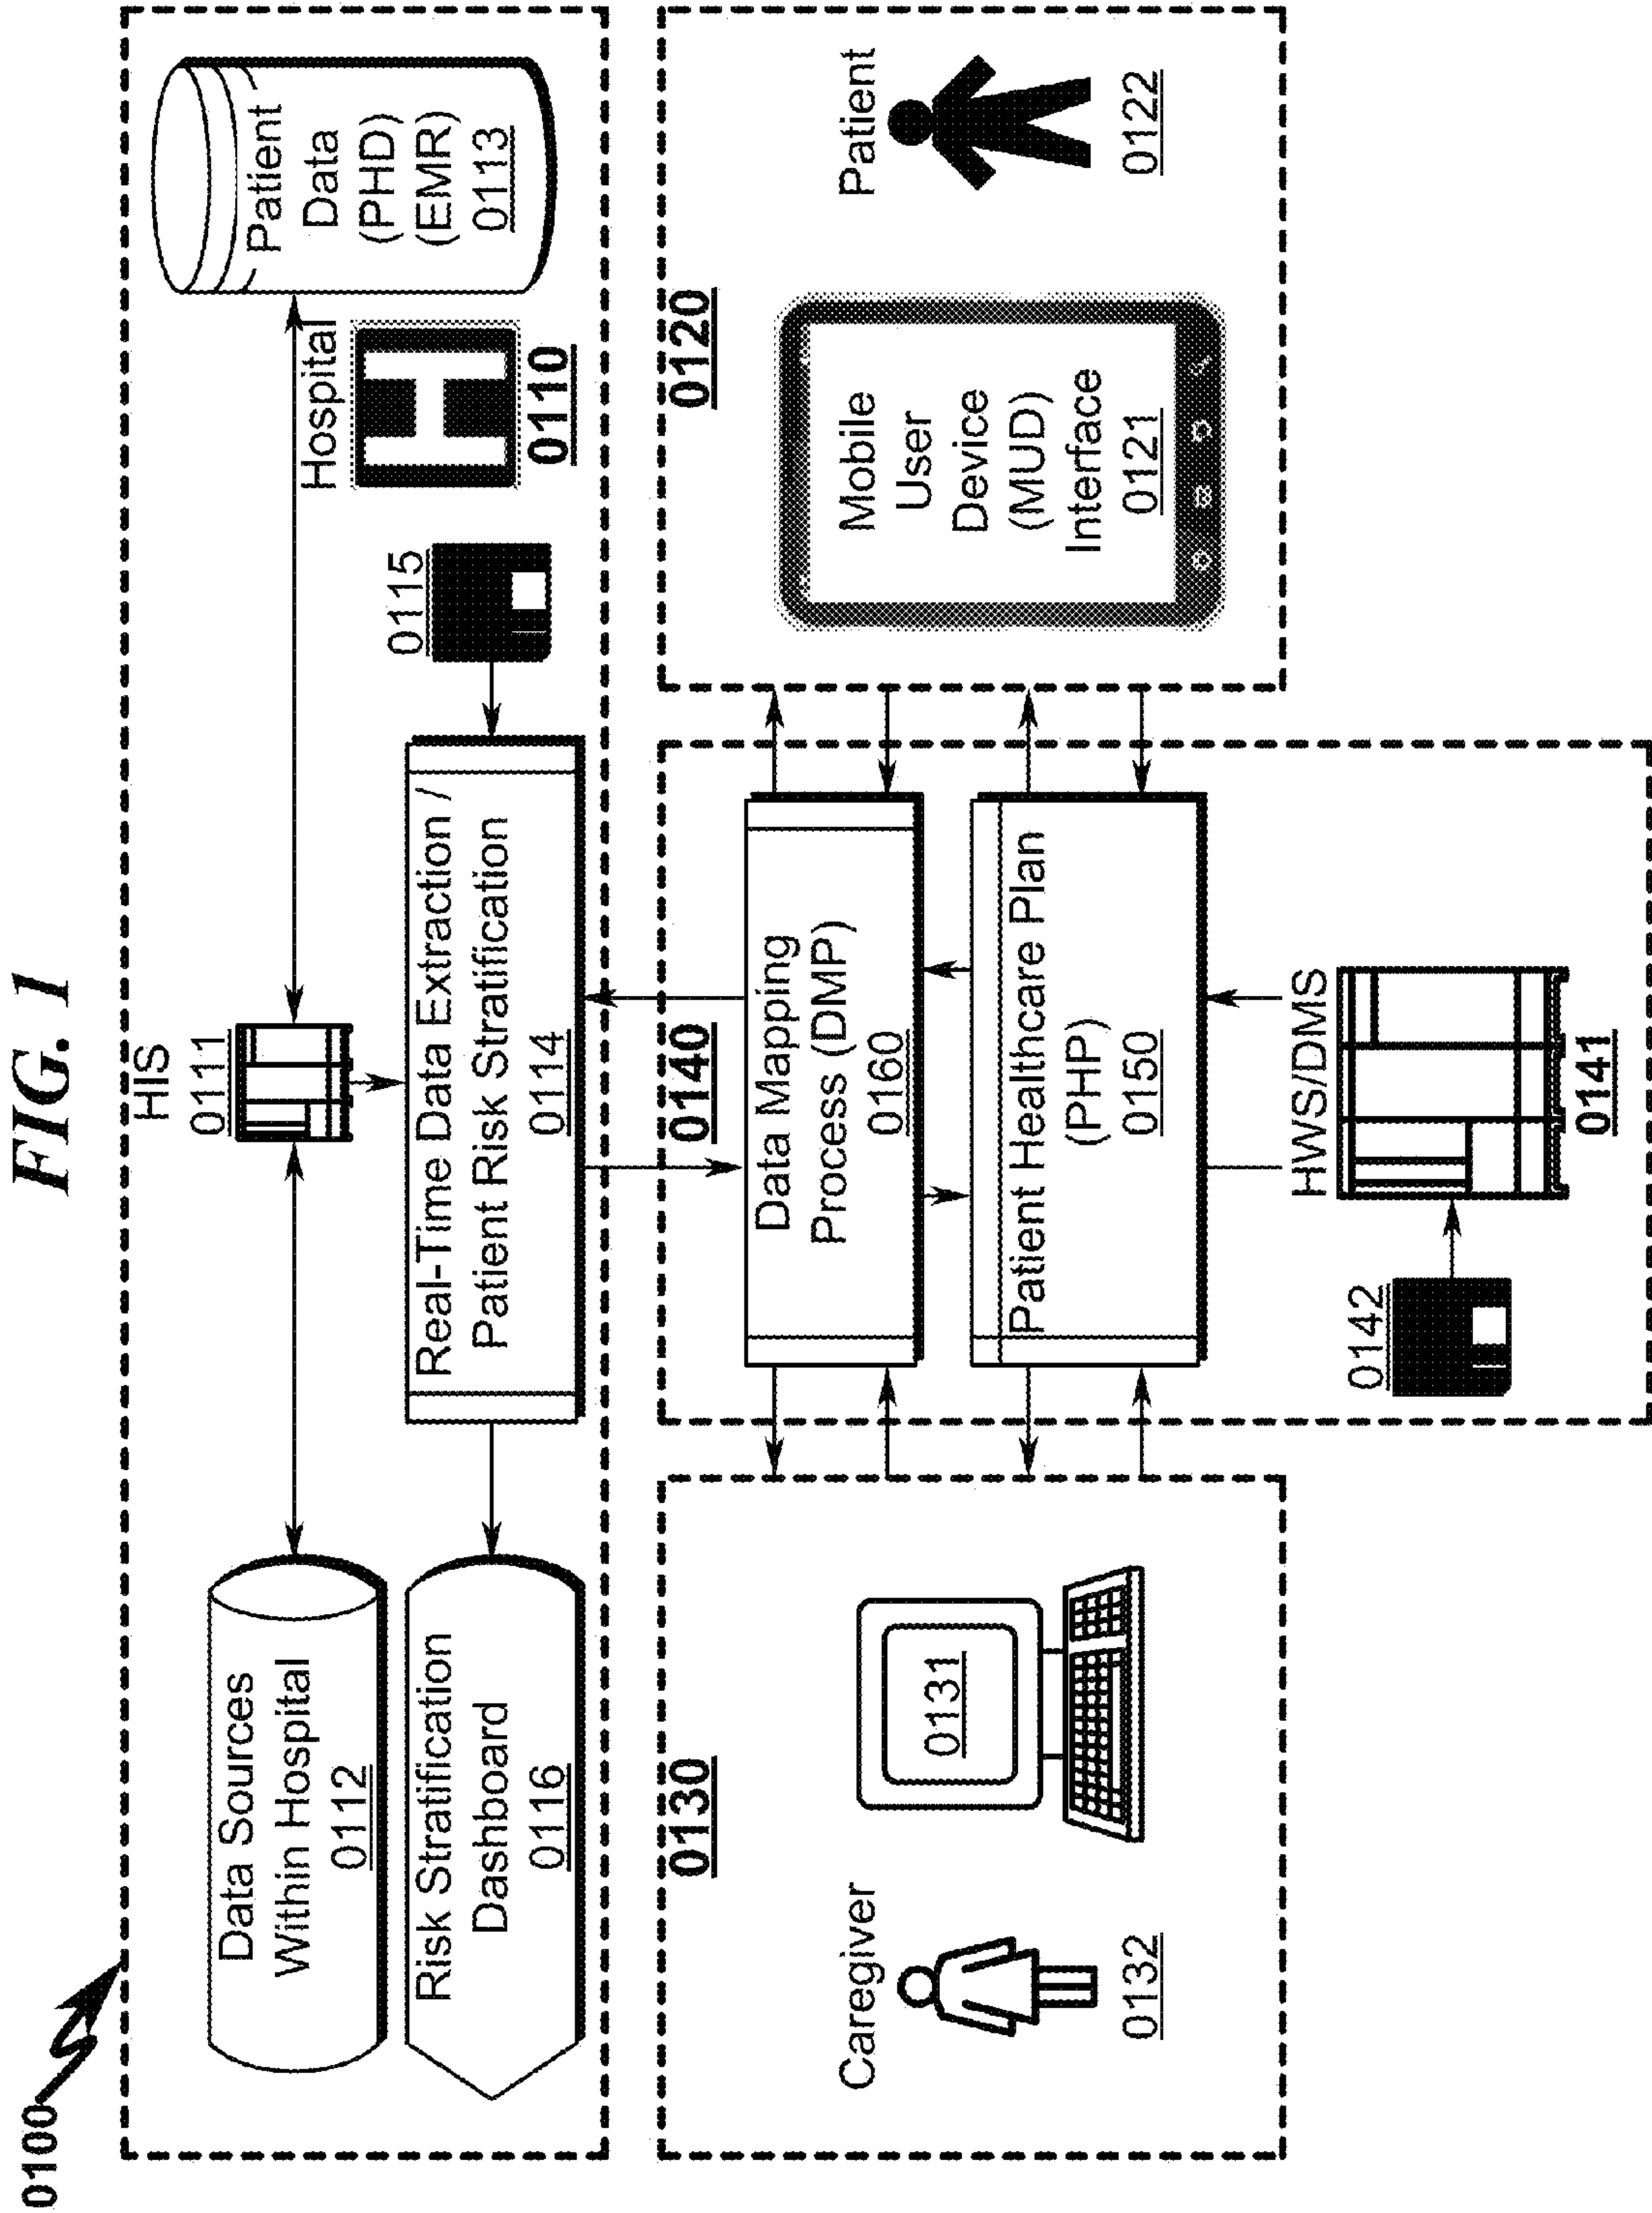 FIG. 1
0100
HIS
0111
Data Sources
Within Hospital
0112
Patient
Data
(PHD)
(EMR)
0113
Hospital
0110
0115
Real-Time Data Extraction /
Patient Risk Stratification
0114
Risk Stratification
Dashboard
0116
0130
0140
0120
Caregiver
0132
0131
Data Mapping
Process (DMP)
0160
Patient Healthcare Plan
(PHP)
0150
Mobile
User
Device
(MUD)
Interface
0121
Patient
0122
HWS/DMS
0141
0142